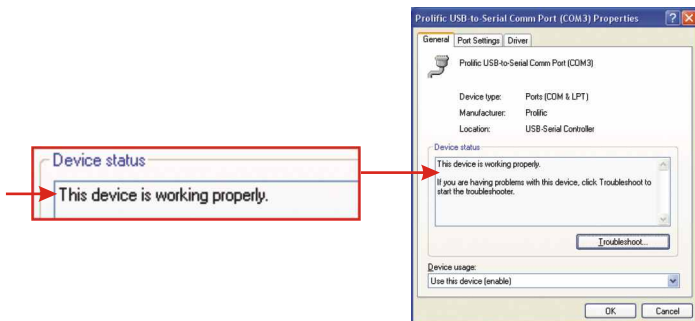 Device status
This device is working properly.
Prolific USB-to-Serial Comm Port (COM3) Properties
General Port Settings Driver
Prolific USB-to-Serial Comm Port (COM3)
Device type: Ports (COM & LPT)
Manufacturer: Prolific
Location: USB-Serial Controller
Device status
This device is working properly.
If you are having problems with this device, click Troubleshoot to
start the troubleshooter.
Troubleshoot...
Device usage:
Use this device (enable)
OK Cancel